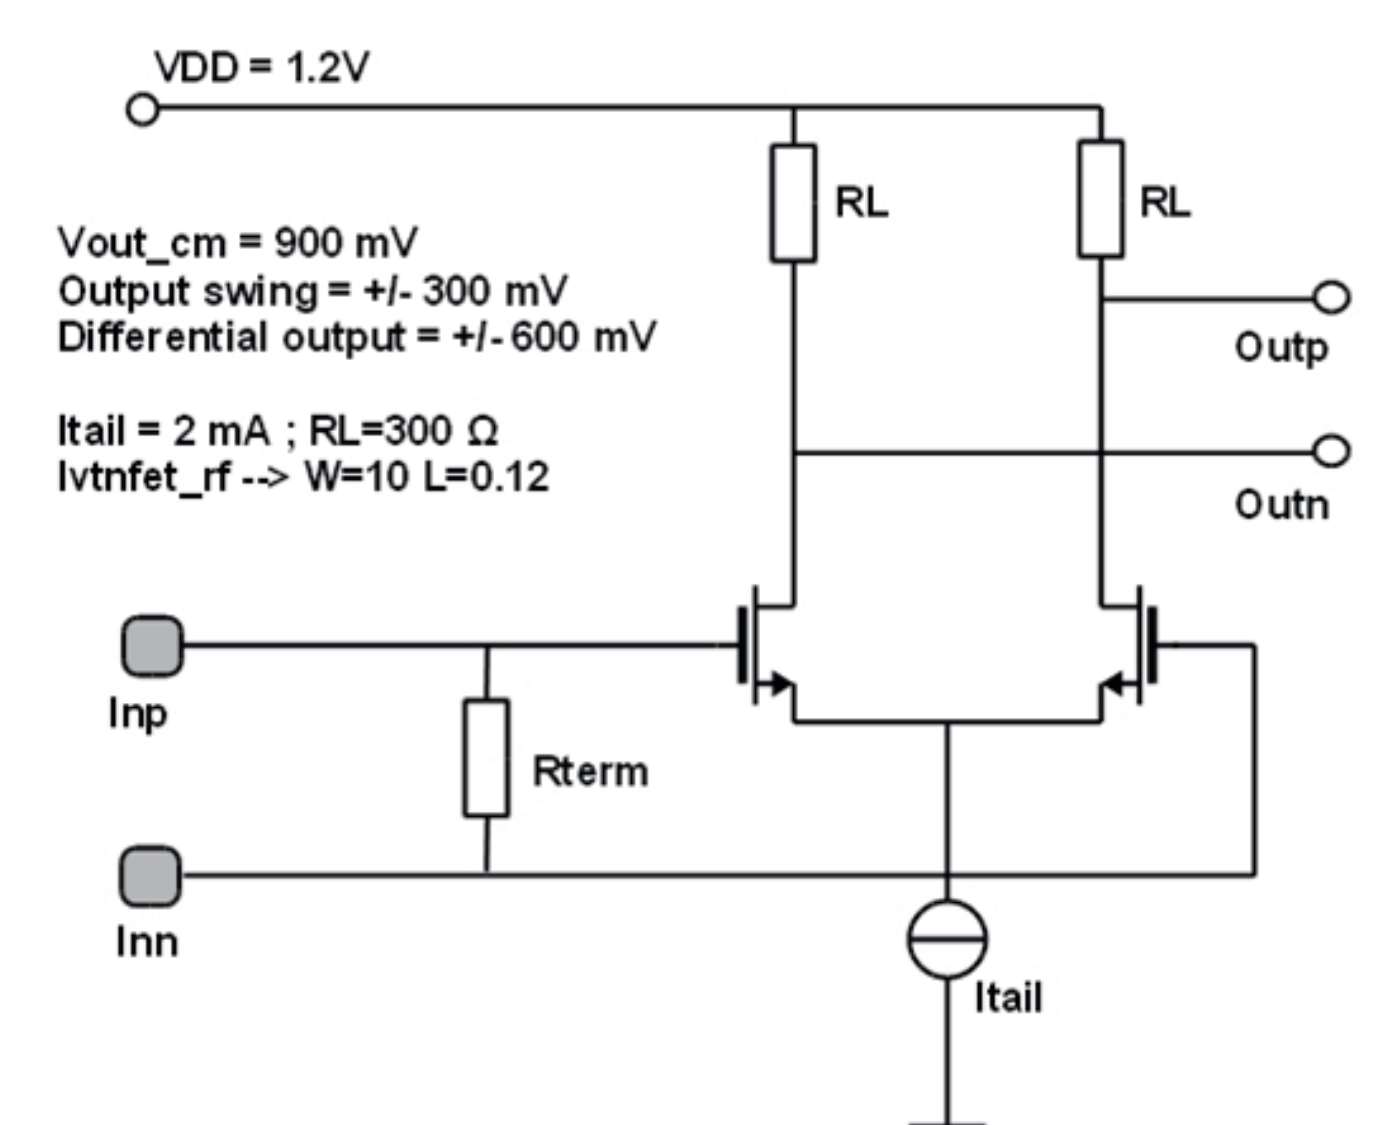 VDD = 1.2V
RL
RL
Vout_cm = 900 mV
Output swing = +/- 300 mV
Differential output = +/- 600 mV
Outp
Itail = 2 mA ; RL=300 Ω
lvtnfet_rf --> W=10 L=0.12
Outn
Inp
Rterm
Inn
Itail